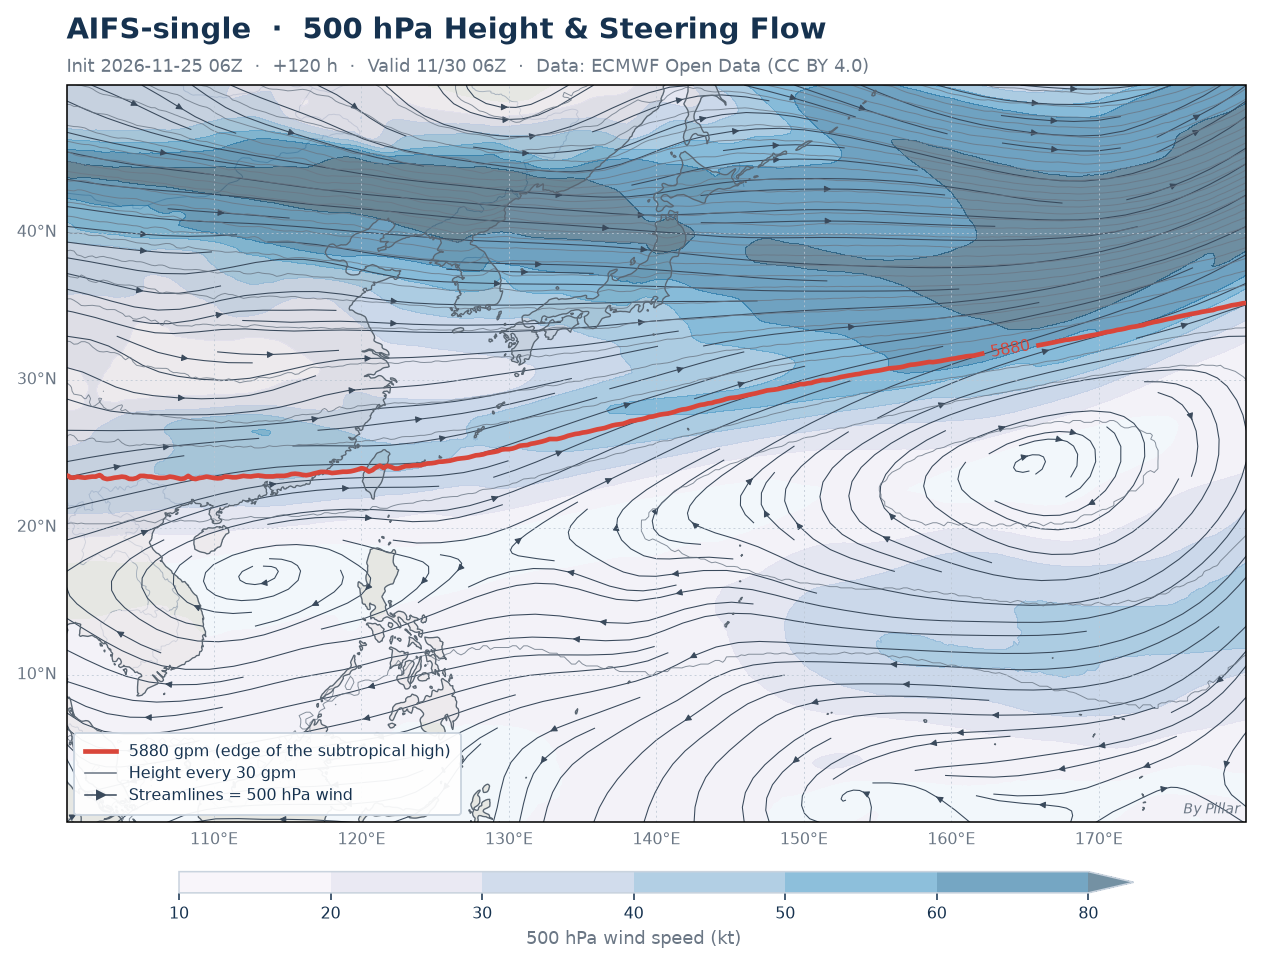 AIFS-single · 500 hPa Height & Steering Flow
Init 2026-11-25 06Z · +120 h · Valid 11/30 06Z · Data: ECMWF Open Data (CC BY 4.0)
40°N
30°N
20°N
10°N
5880
5880 gpm (edge of the subtropical high)
Height every 30 gpm
Streamlines = 500 hPa wind
By Pillar
110°E 120°E 130°E 140°E 150°E 160°E 170°E
10 20 30 40 50 60 80
500 hPa wind speed (kt)